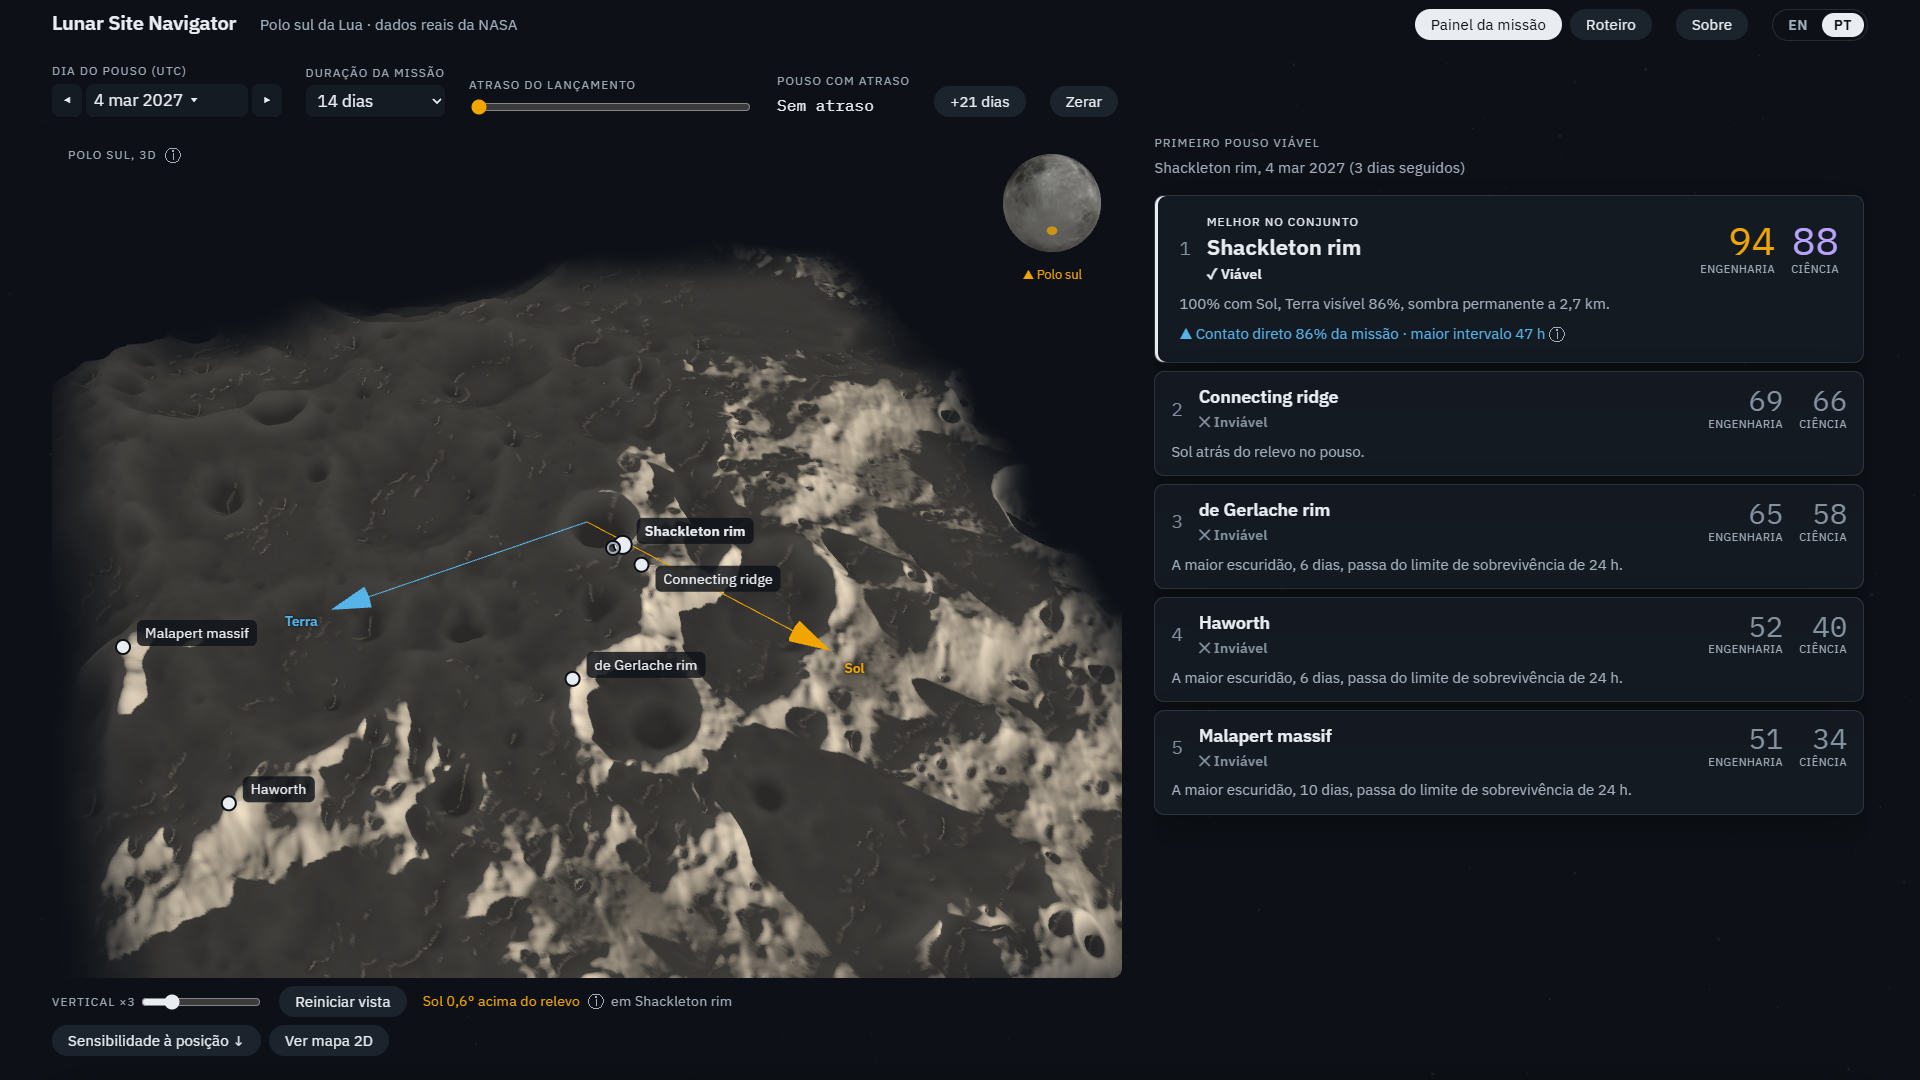 Lunar Site Navigator
Polo sul da Lua · dados reais da NASA
Painel da missão
Roteiro
Sobre
EN
PT
DIA DO POUSO (UTC)
4 mar 2027
DURAÇÃO DA MISSÃO
14 dias
ATRASO DO LANÇAMENTO
POUSO COM ATRASO
Sem atraso
+21 dias
Zerar
POLO SUL, 3D
▲ Polo sul
Shackleton rim
Connecting ridge
Terra
Malapert massif
de Gerlache rim
Sol
Haworth
VERTICAL ×3
Reiniciar vista
Sol 0,6° acima do relevo ⓘ em Shackleton rim
Sensibilidade à posição ↓
Ver mapa 2D
PRIMEIRO POUSO VIÁVEL
Shackleton rim, 4 mar 2027 (3 dias seguidos)
MELHOR NO CONJUNTO
1 Shackleton rim
✓ Viável
94 ENGENHARIA
88 CIÊNCIA
100% com Sol, Terra visível 86%, sombra permanente a 2,7 km.
▲ Contato direto 86% da missão · maior intervalo 47 h ⓘ
2 Connecting ridge
✕ Inviável
69 ENGENHARIA
66 CIÊNCIA
Sol atrás do relevo no pouso.
3 de Gerlache rim
✕ Inviável
65 ENGENHARIA
58 CIÊNCIA
A maior escuridão, 6 dias, passa do limite de sobrevivência de 24 h.
4 Haworth
✕ Inviável
52 ENGENHARIA
40 CIÊNCIA
A maior escuridão, 6 dias, passa do limite de sobrevivência de 24 h.
5 Malapert massif
✕ Inviável
51 ENGENHARIA
34 CIÊNCIA
A maior escuridão, 10 dias, passa do limite de sobrevivência de 24 h.